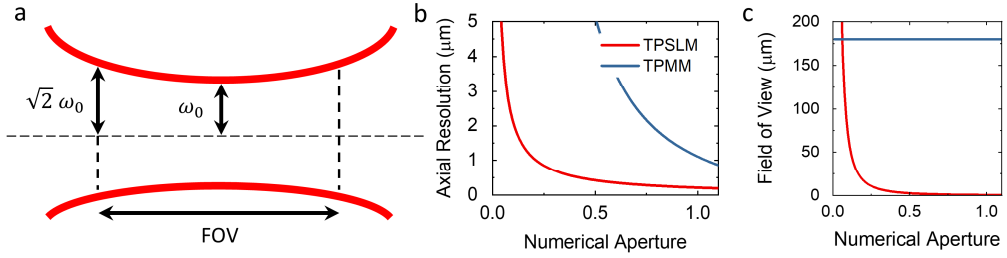 a
√2 ω₀
ω₀
FOV
b
Axial Resolution (μm)
5
4
3
2
1
0
0.0
0.5
1.0
Numerical Aperture
TPSLM
TPMM
c
Field of View (μm)
200
150
100
50
0
0.0
0.5
1.0
Numerical Aperture